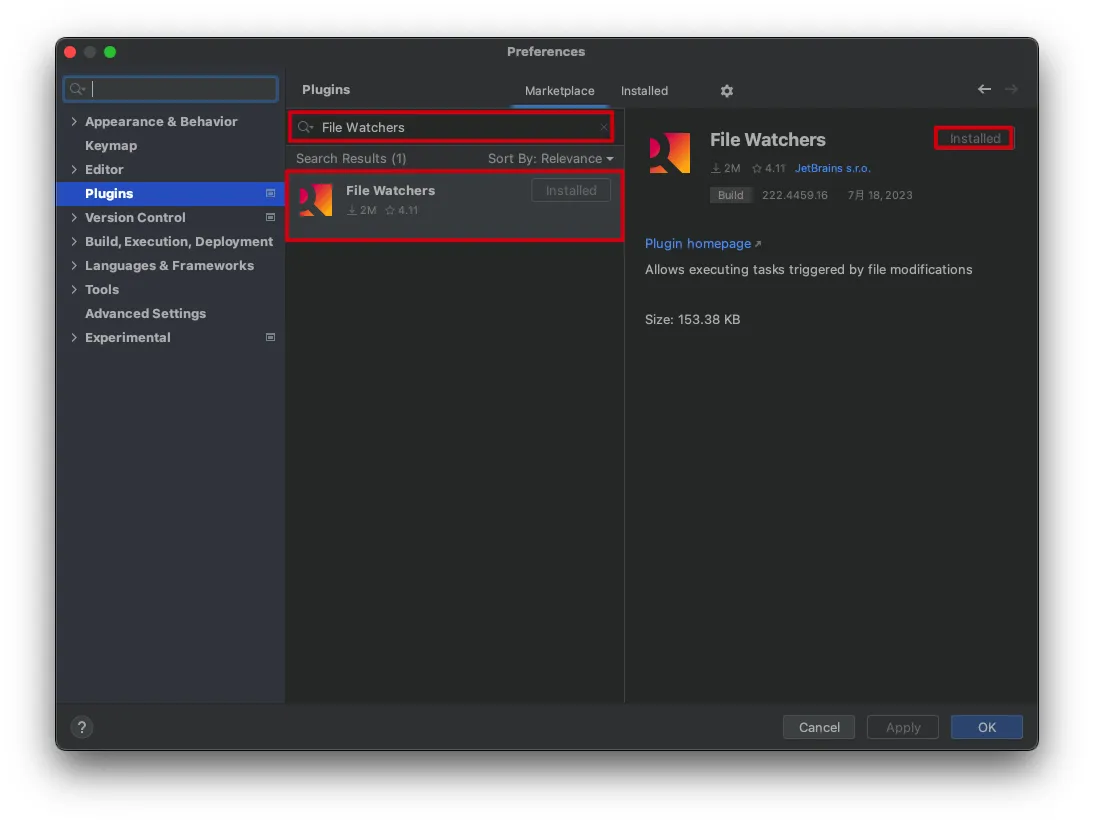 Preferences
Appearance & Behavior
Keymap
Editor
Plugins
Version Control
Build, Execution, Deployment
Languages & Frameworks
Tools
Advanced Settings
Experimental
Plugins
Marketplace
Installed
File Watchers
Search Results (1)
Sort By: Relevance
File Watchers
Installed
2M 4.11
File Watchers
Installed
2M 4.11 JetBrains s.r.o.
Build 222.4459.16 7月 18, 2023
Plugin homepage ↗
Allows executing tasks triggered by file modifications
Size: 153.38 KB
?
Cancel
Apply
OK